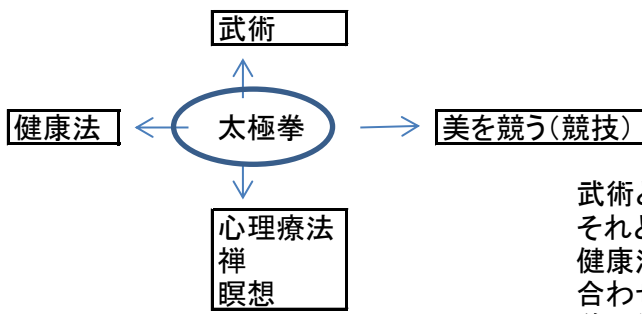 武術
健康法
太極拳
美を競う(競技)
心理療法
禅
瞑想
武術
それと
健康法
合わせ